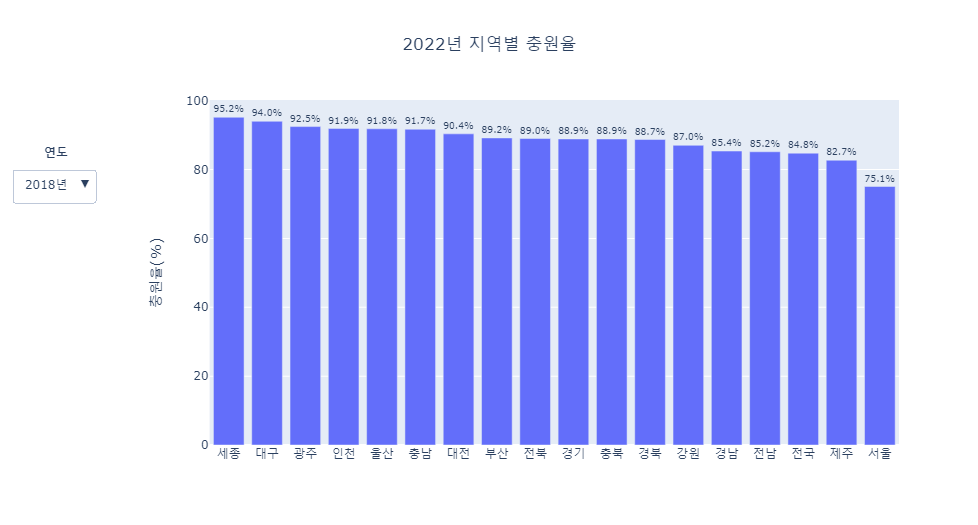 2022년 지역별 충원율
연도
2018년 ▼
충원율(%)
100
80
60
40
20
0
95.2% 94.0% 92.5% 91.9% 91.8% 91.7% 90.4% 89.2% 89.0% 88.9% 88.9% 88.7% 87.0% 85.4% 85.2% 84.8% 82.7% 75.1%
세종 대구 광주 인천 울산 충남 대전 부산 전북 경기 충북 경북 강원 경남 전남 전국 제주 서울